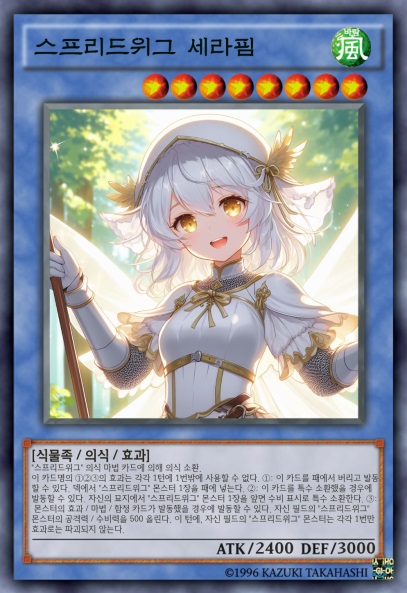 스프리드위그 세라핌
바람
風
[식물족 / 의식 / 효과]
"스프리드위그" 의식 마법 카드에 의해 의식 소환.
이 카드명의 ①②③의 효과는 각각 1턴에 1번밖에 사용할 수 없다. ①: 이 카드를 패에서 버리고 발동
할 수 있다. 덱에서 "스프리드위그" 몬스터 1장을 패에 넣는다. ②: 이 카드를 특수 소환했을 경우에
발동할 수 있다. 자신의 묘지에서 "스프리드위그" 몬스터 1장을 앞면 수비 표시로 특수 소환한다. ③:
몬스터의 효과 / 마법 / 함정 카드가 발동했을 경우에 발동할 수 있다. 자신 필드의 "스프리드위그"
몬스터의 공격력 / 수비력을 500 올린다. 이 턴에, 자신 필드의 "스프리드위그" 몬스터는 각각 1번만
효과로는 파괴되지 않는다.
ATK/2400 DEF/3000
©1996 KAZUKI TAKAHASHI